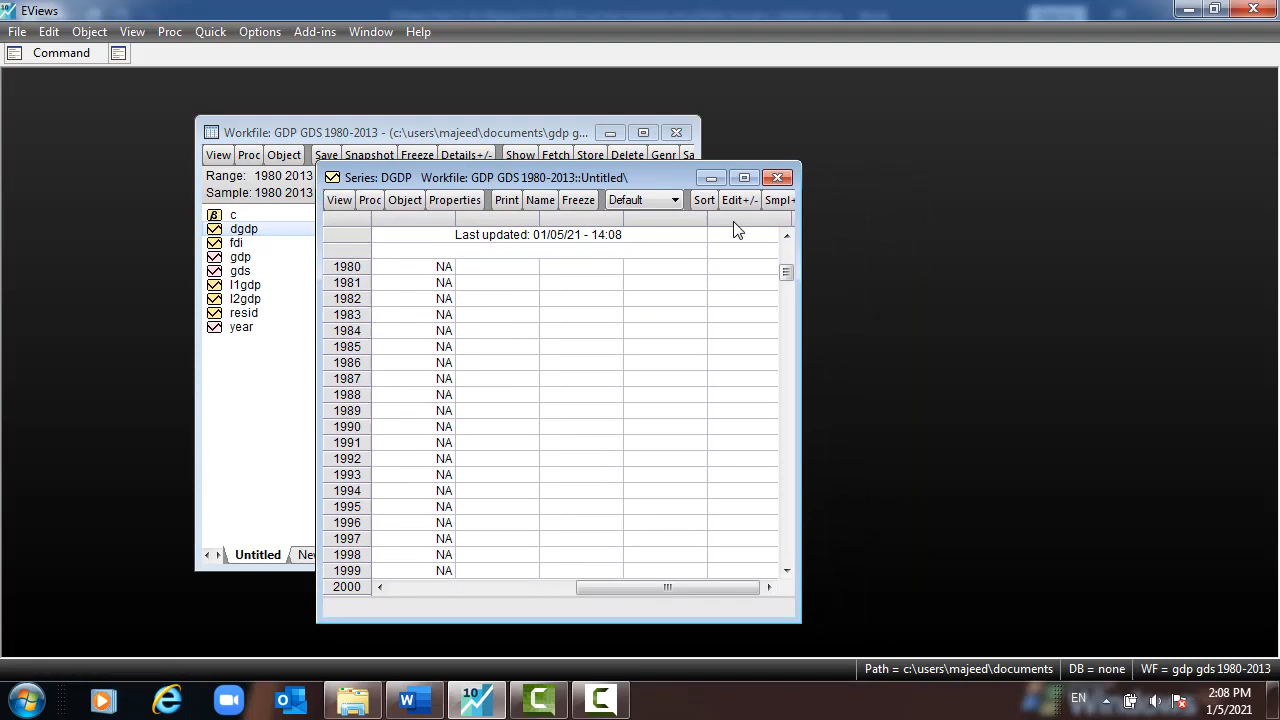 EViews
File Edit Object View Proc Quick Options Add-ins Window Help
Command
Workfile: GDP GDS 1980-2013 - (c:\users\majeed\documents\gdp g...
View Proc Object Save Snapshot Freeze Details+/- Show Fetch Store Delete Genr Sa
Range: 1980 2013
Sample: 1980 2013
c
dgdp
fdi
gdp
gds
l1gdp
l2gdp
resid
year
Untitled Ne
Series: DGDP Workfile: GDP GDS 1980-2013::Untitled\
View Proc Object Properties Print Name Freeze Default Sort Edit+/- Smpl+
Last updated: 01/05/21 - 14:08
1980 NA
1981 NA
1982 NA
1983 NA
1984 NA
1985 NA
1986 NA
1987 NA
1988 NA
1989 NA
1990 NA
1991 NA
1992 NA
1993 NA
1994 NA
1995 NA
1996 NA
1997 NA
1998 NA
1999 NA
2000
Path = c:\users\majeed\documents DB = none WF = gdp gds 1980-2013
EN
2:08 PM
1/5/2021